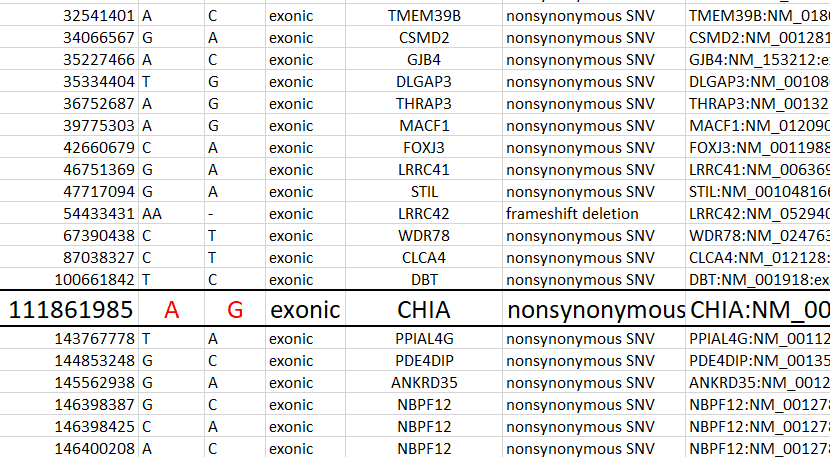 32541401 A C exonic TMEM39B nonsynonymous SNV TMEM39B:NM_0180
34066567 G A exonic CSMD2 nonsynonymous SNV CSMD2:NM_001281
35227466 A C exonic GJB4 nonsynonymous SNV GJB4:NM_153212:ex
35334404 T G exonic DLGAP3 nonsynonymous SNV DLGAP3:NM_00108
36752687 A G exonic THRAP3 nonsynonymous SNV THRAP3:NM_00132
39775303 A G exonic MACF1 nonsynonymous SNV MACF1:NM_012090
42660679 C A exonic FOXJ3 nonsynonymous SNV FOXJ3:NM_0011988
46751369 G A exonic LRRC41 nonsynonymous SNV LRRC41:NM_006369
47717094 G A exonic STIL nonsynonymous SNV STIL:NM_00104816
54433431 AA - exonic LRRC42 frameshift deletion LRRC42:NM_052940
67390438 C T exonic WDR78 nonsynonymous SNV WDR78:NM_024763
87038327 C T exonic CLCA4 nonsynonymous SNV CLCA4:NM_012128:
100661842 T C exonic DBT nonsynonymous SNV DBT:NM_001918:exo
111861985 A G exonic CHIA nonsynonymous CHIA:NM_00
143767778 T A exonic PPIAL4G nonsynonymous SNV PPIAL4G:NM_00112
144853248 G C exonic PDE4DIP nonsynonymous SNV PDE4DIP:NM_00135
145562938 G A exonic ANKRD35 nonsynonymous SNV ANKRD35:NM_0012
146398387 G C exonic NBPF12 nonsynonymous SNV NBPF12:NM_001278
146398425 C A exonic NBPF12 nonsynonymous SNV NBPF12:NM_001278
146400208 A C exonic NBPF12 nonsynonymous SNV NBPF12:NM_001278